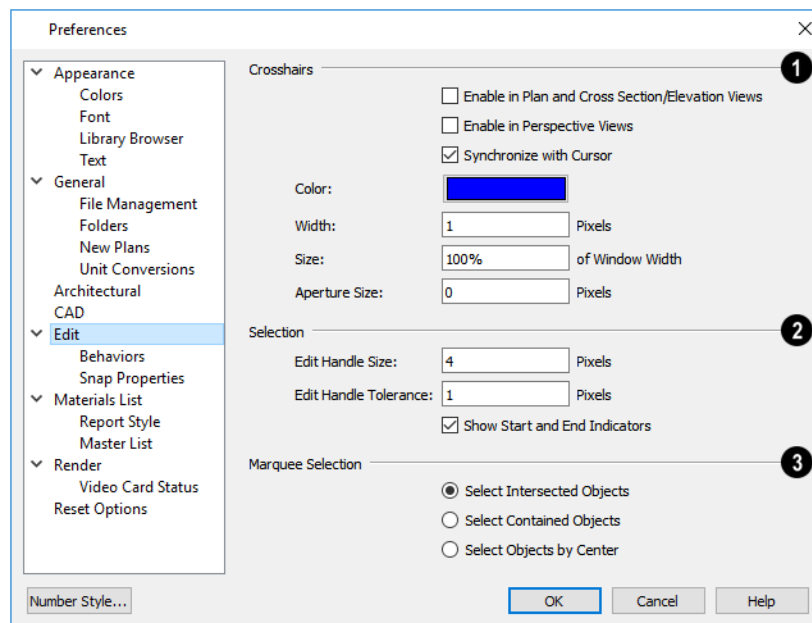 Preferences
Appearance
Colors
Font
Library Browser
Text
General
File Management
Folders
New Plans
Unit Conversions
Architectural
CAD
Edit
Behaviors
Snap Properties
Materials List
Report Style
Master List
Render
Video Card Status
Reset Options
Crosshairs 1
Enable in Plan and Cross Section/Elevation Views
Enable in Perspective Views
Synchronize with Cursor
Color:
Width: 1 Pixels
Size: 100% of Window Width
Aperture Size: 0 Pixels
Selection 2
Edit Handle Size: 4 Pixels
Edit Handle Tolerance: 1 Pixels
Show Start and End Indicators
Marquee Selection 3
Select Intersected Objects
Select Contained Objects
Select Objects by Center
Number Style... OK Cancel Help